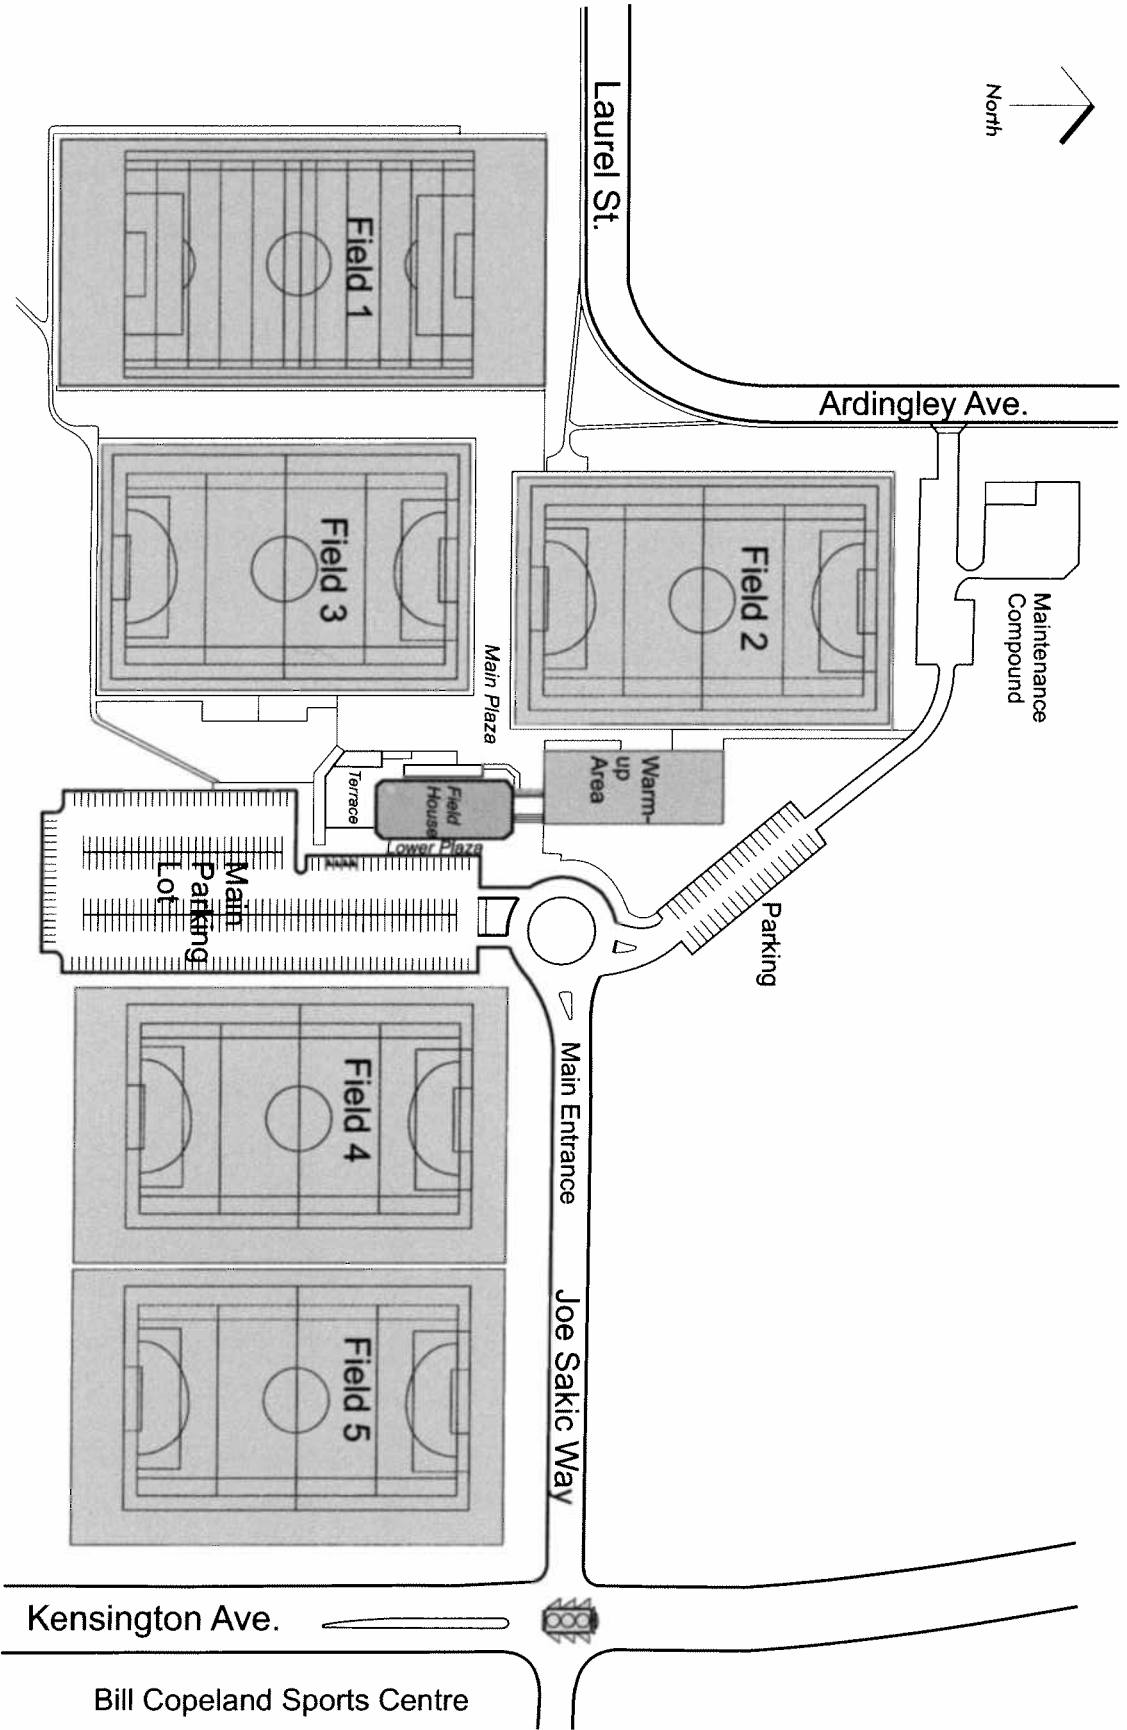 North
Laurel St.
Ardingley Ave.
Field 1
Field 3
Field 2
Maintenance
Compound
Main Plaza
Terrace
Field
House
Warm-
up
Area
Lower Plaza
Main
Parking
Lot
Parking
Field 4
Main Entrance
Field 5
Joe Sakic Way
Kensington Ave.
Bill Copeland Sports Centre